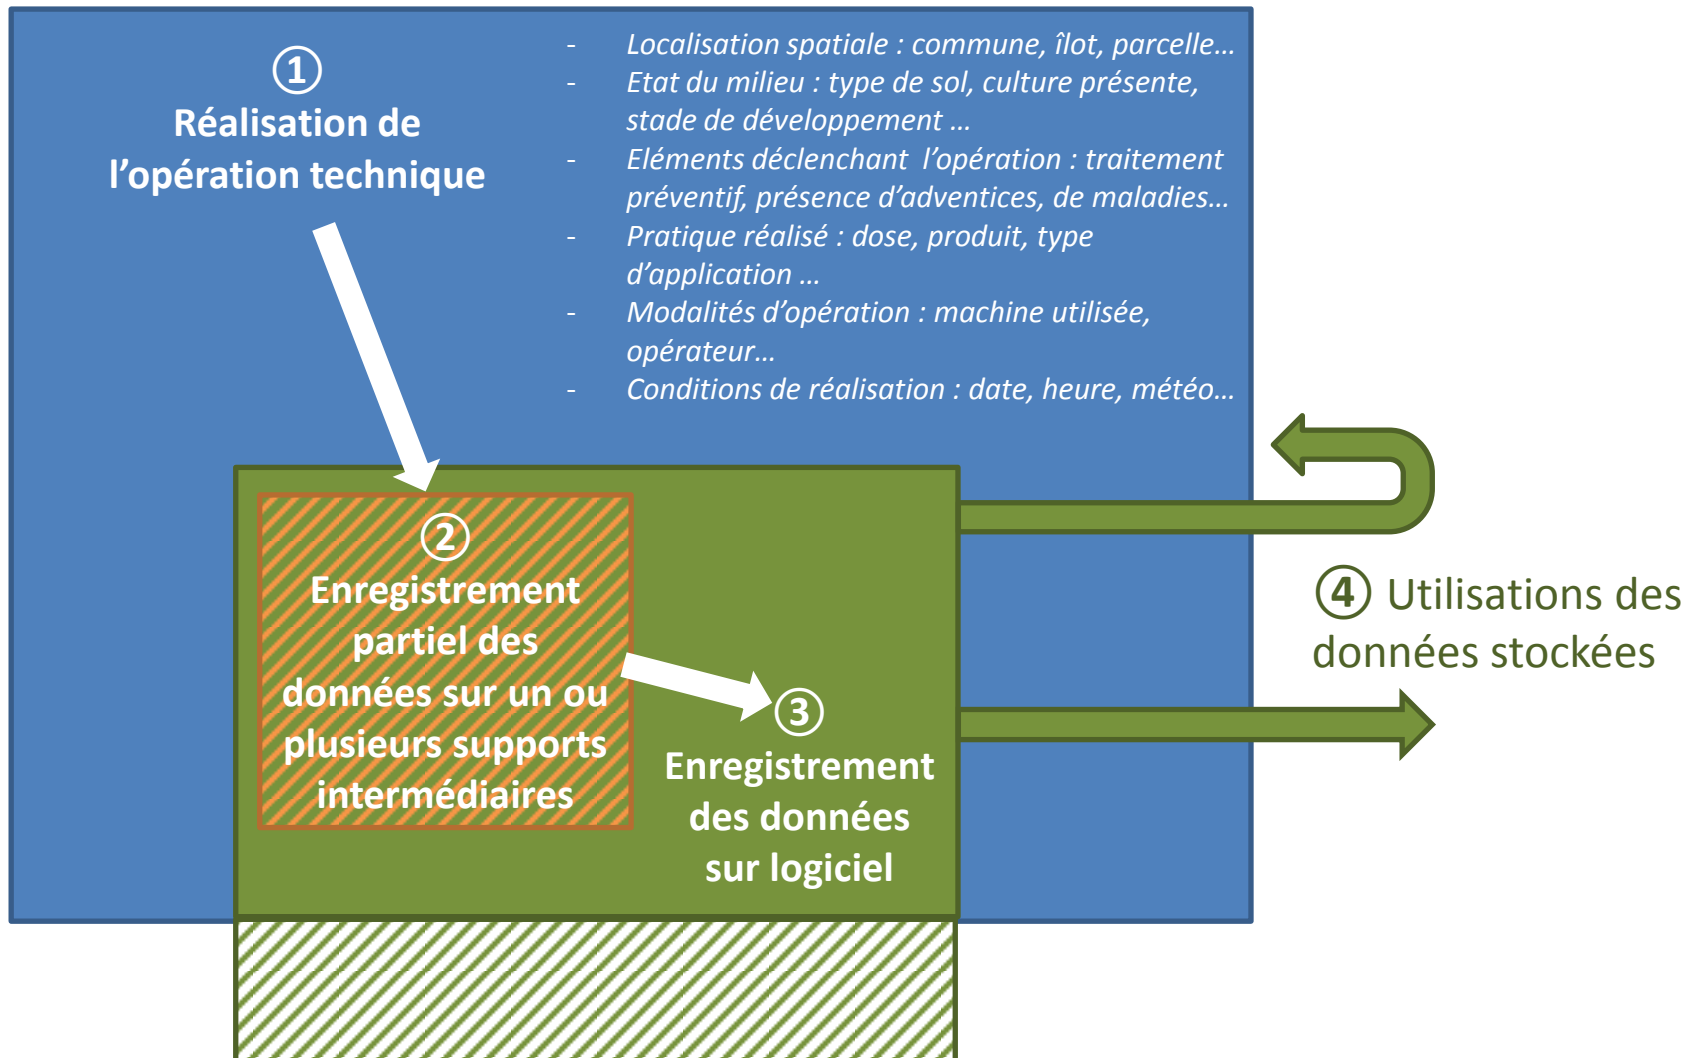 ①
Réalisation de
l’opération technique
- Localisation spatiale : commune, îlot, parcelle…
- Etat du milieu : type de sol, culture présente,
stade de développement …
- Eléments déclenchant l’opération : traitement
préventif, présence d’adventices, de maladies…
- Pratique réalisé : dose, produit, type
d’application …
- Modalités d’opération : machine utilisée,
opérateur…
- Conditions de réalisation : date, heure, météo…
②
Enregistrement
partiel des
données sur un ou
plusieurs supports
intermédiaires
③
Enregistrement
des données
sur logiciel
④ Utilisations des
données stockées